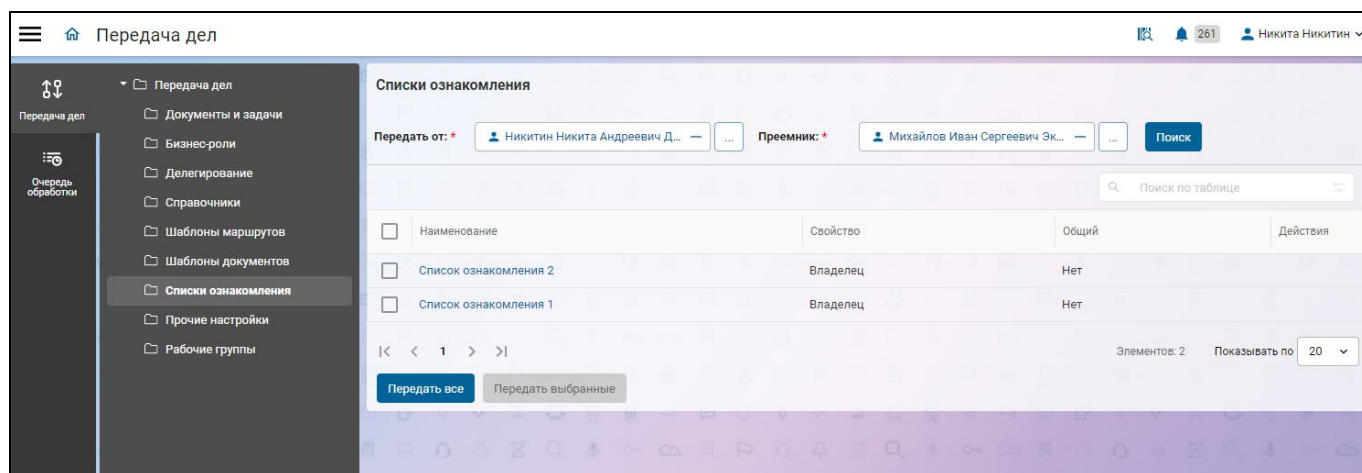 Передача дел
261 Никита Никитин
Передача дел
Очередь обработки
Передача дел
Документы и задачи
Бизнес-роли
Делегирование
Справочники
Шаблоны маршрутов
Шаблоны документов
Списки ознакомления
Прочие настройки
Рабочие группы
Списки ознакомления
Передать от: * Никитин Никита Андреевич Д... ... Преемник: * Михайлов Иван Сергеевич Эк... ... Поиск
Поиск по таблице
Наименование Свойство Общий Действия
Список ознакомления 2 Владелец Нет
Список ознакомления 1 Владелец Нет
1 Элементов: 2 Показывать по 20
Передать все Передать выбранные